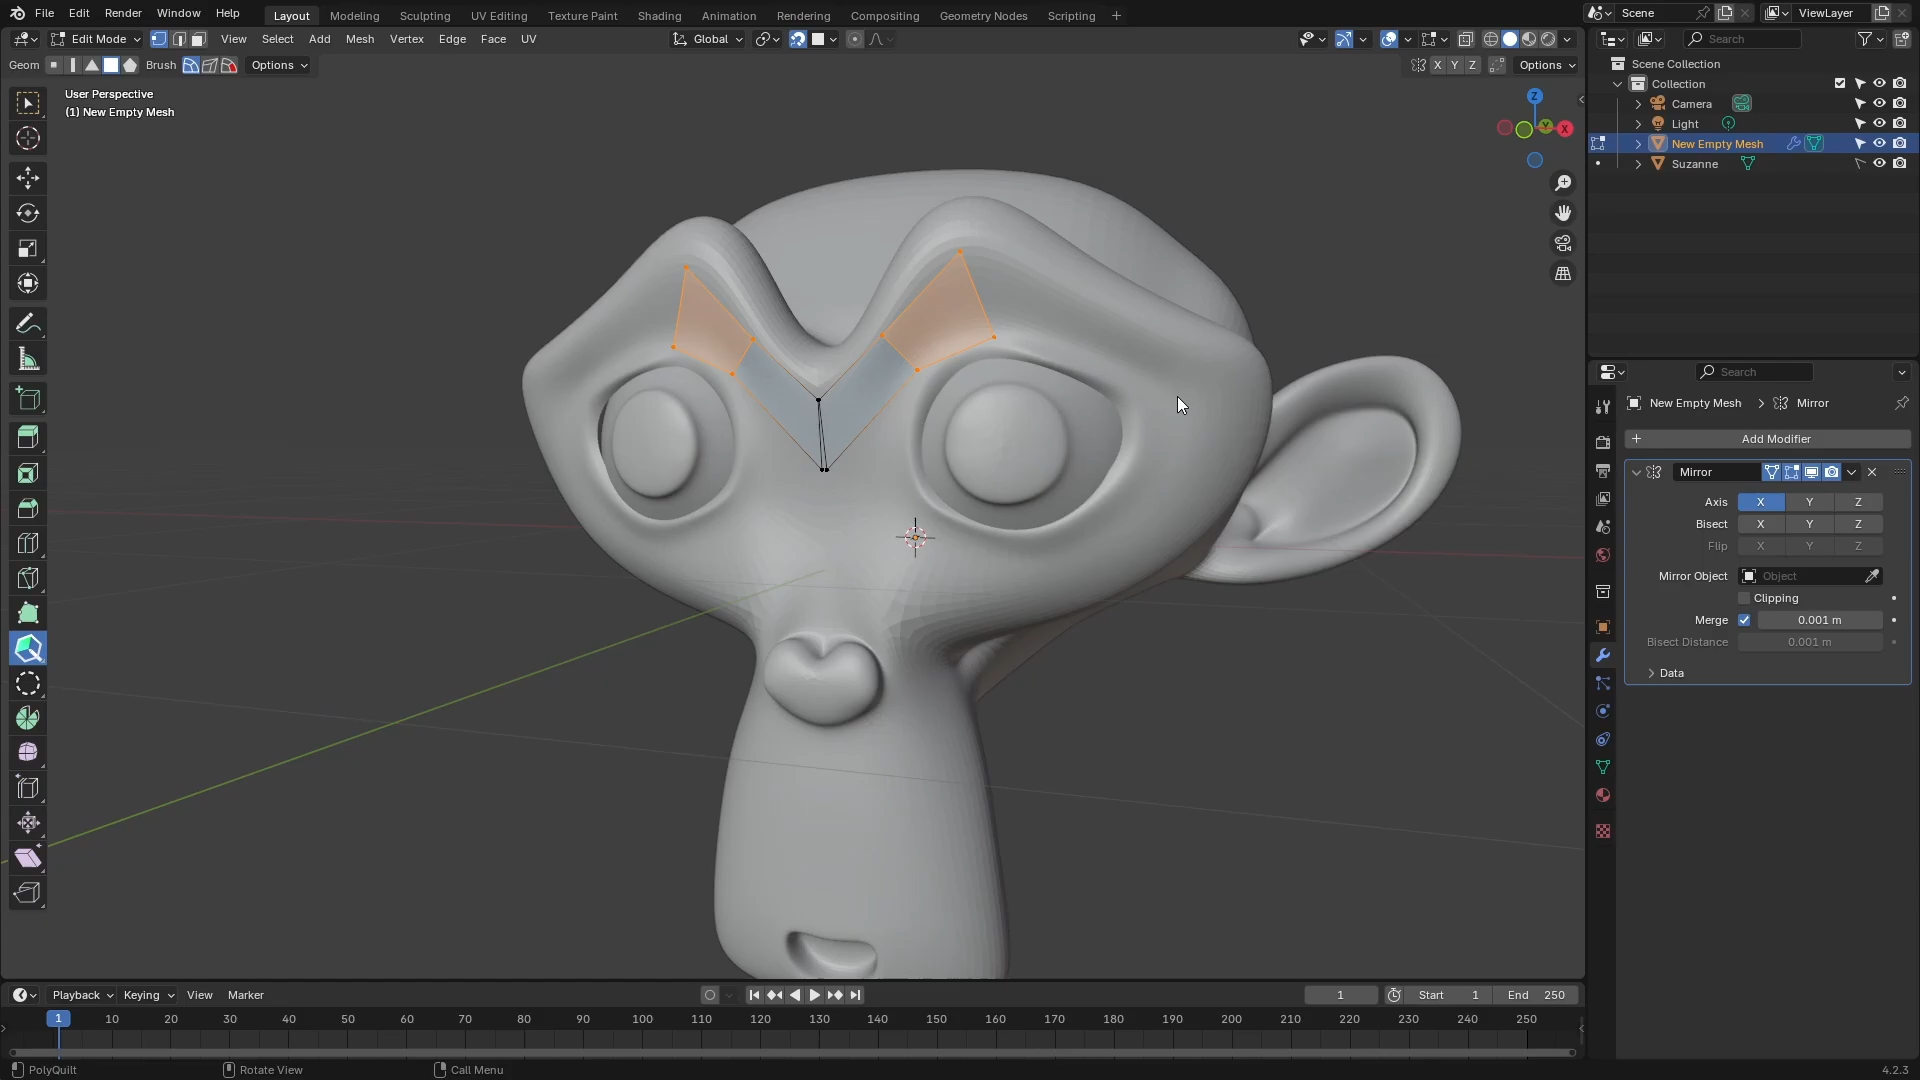 File Edit Render Window Help Layout Modeling Sculpting UV Editing Texture Paint Shading Animation Rendering Compositing Geometry Nodes Scripting + Scene ViewLayer
Edit Mode View Select Add Mesh Vertex Edge Face UV Global Search
Geom Brush Options X Y Z Options
Scene Collection
Collection
Camera
Light
New Empty Mesh
Suzanne
User Perspective
(1) New Empty Mesh
Z
Y
X
Search
New Empty Mesh > Mirror
+ Add Modifier
Mirror
Axis X Y Z
Bisect X Y Z
Flip X Y Z
Mirror Object Object
Clipping
Merge 0.001 m
Bisect Distance 0.001 m
Data
Playback Keying View Marker 1 Start 1 End 250
1 10 20 30 40 50 60 70 80 90 100 110 120 130 140 150 160 170 180 190 200 210 220 230 240 250
PolyQuilt Rotate View Call Menu 4.2.3